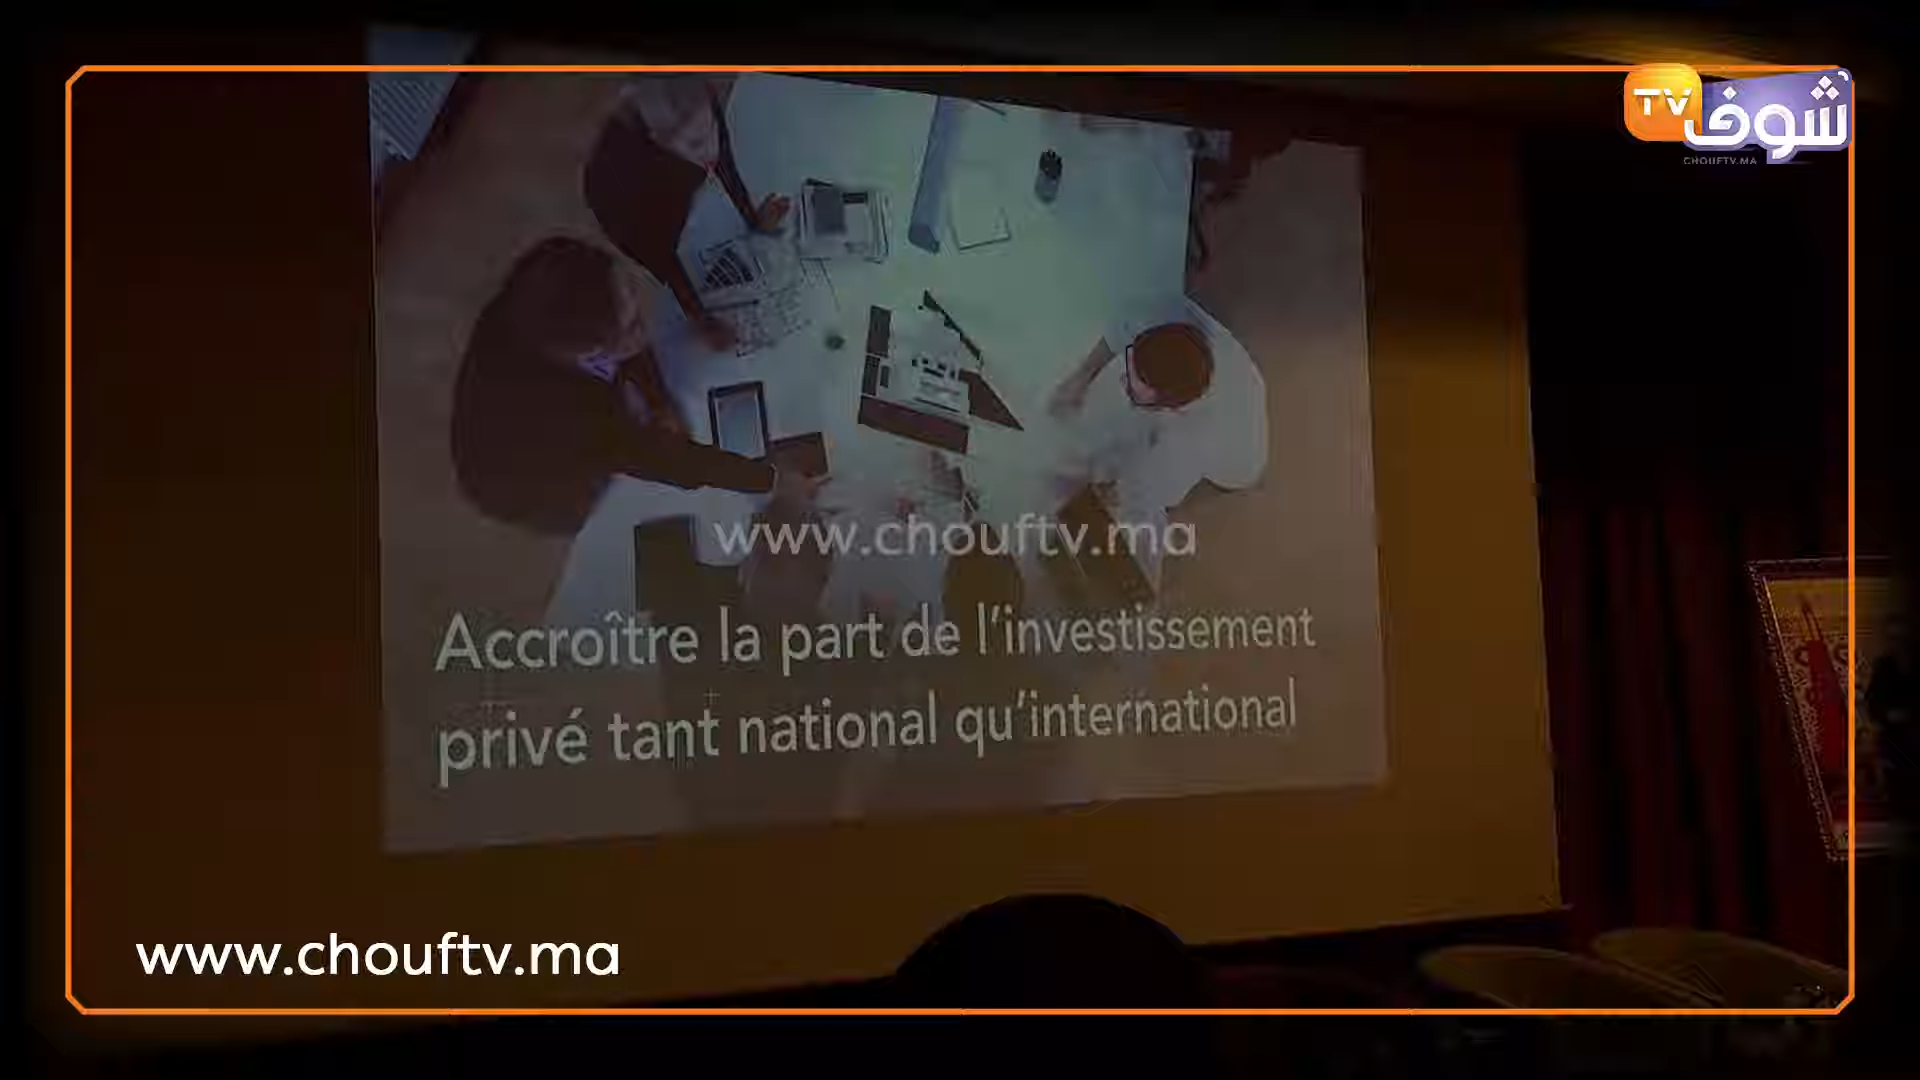 TV شوف
CHOUFTV.MA
www.chouftv.ma
Accroître la part de l'investissement
privé tant national qu'international
www.chouftv.ma